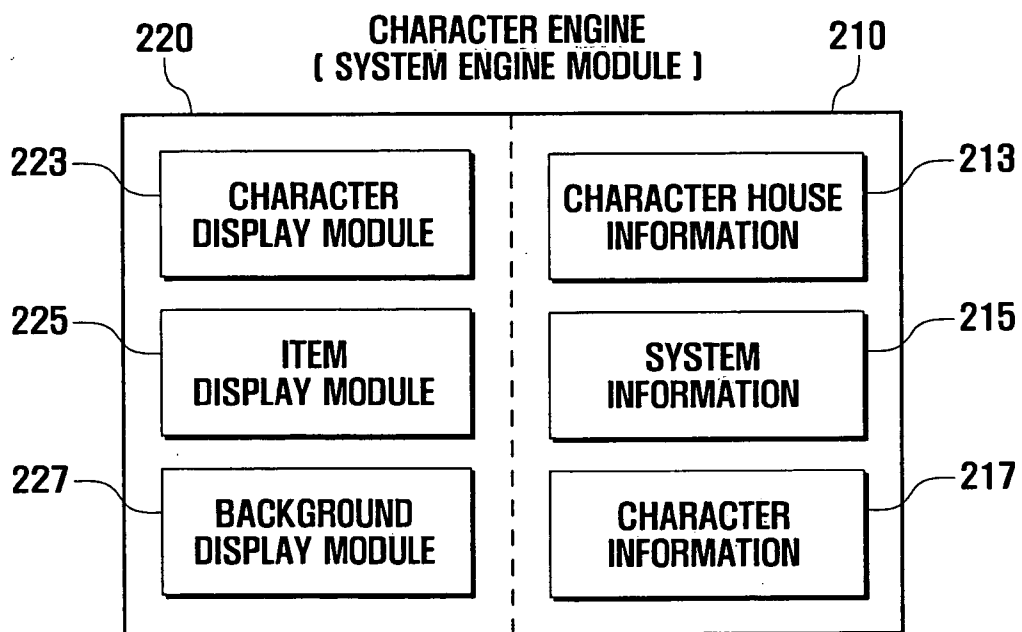 220
CHARACTER ENGINE
[ SYSTEM ENGINE MODULE ]
210
223
CHARACTER
DISPLAY MODULE
CHARACTER HOUSE
INFORMATION
213
225
ITEM
DISPLAY MODULE
SYSTEM
INFORMATION
215
227
BACKGROUND
DISPLAY MODULE
CHARACTER
INFORMATION
217